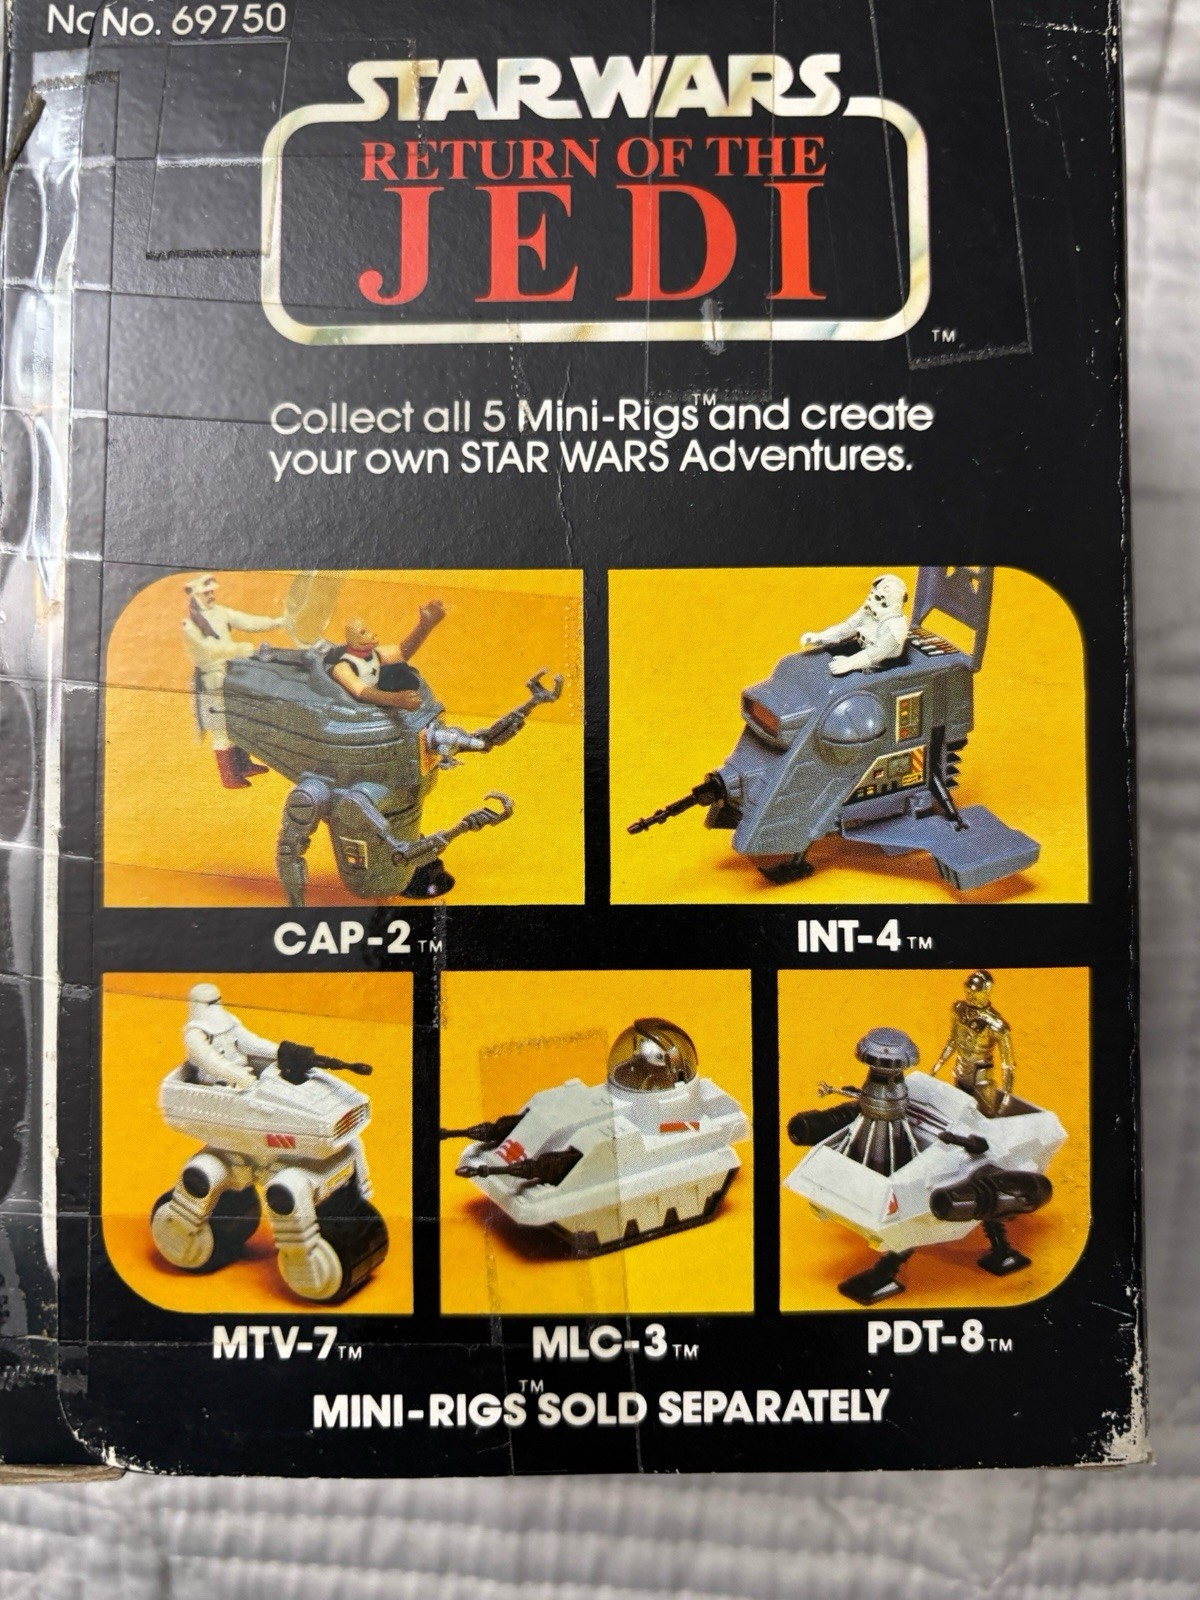 No. 69750
STAR WARS
RETURN OF THE
JEDI
TM
Collect all 5 Mini-Rigs™ and create
your own STAR WARS Adventures.
CAP-2™
INT-4™
MTV-7™
MLC-3™
PDT-8™
MINI-RIGS™ SOLD SEPARATELY